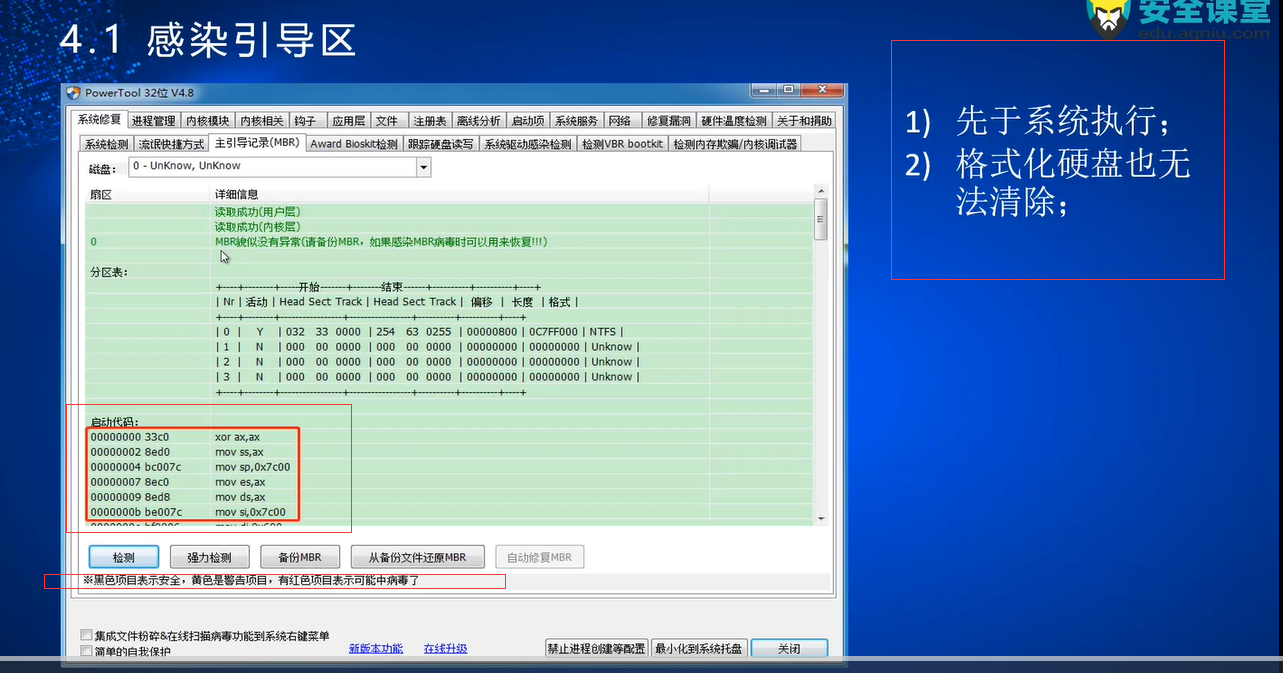 4.1 感染引导区
安全课堂
edu.aqniu.com
1) 先于系统执行；
2) 格式化硬盘也无
法清除；
PowerTool 32位 V4.8
系统修复 进程管理 内核模块 内核相关 钩子 应用层 文件 注册表 离线分析 启动项 系统服务 网络 修复漏洞 硬件温度检测 关于和捐助
系统检测 流氓快捷方式 主引导记录(MBR) Award Bioskit检测 跟踪硬盘读写 系统驱动感染检测 检测VBR bootkit 检测内存欺骗/内核调试器
磁盘： 0 - UnKnow, UnKnow
扇区 详细信息
读取成功(用户层)
读取成功(内核层)
0 MBR貌似没有异常(请备份MBR，如果感染MBR病毒时可以用来恢复!!!)
分区表：
+----+--------+-----开始-------+-------结束------+----------+---------+----+
| Nr | 活动 | Head Sect Track | Head Sect Track | 偏移 | 长度 | 格式 |
+----+--------+----------------+-----------------+----------+---------+----+
| 0 | Y | 032 33 0000 | 254 63 0255 | 00000800 | 0C7FF000 | NTFS |
| 1 | N | 000 00 0000 | 000 00 0000 | 00000000 | 00000000 | Unknow |
| 2 | N | 000 00 0000 | 000 00 0000 | 00000000 | 00000000 | Unknow |
| 3 | N | 000 00 0000 | 000 00 0000 | 00000000 | 00000000 | Unknow |
+----+--------+----------------+-----------------+----------+---------+----+
启动代码：
00000000 33c0 xor ax,ax
00000002 8ed0 mov ss,ax
00000004 bc007c mov sp,0x7c00
00000007 8ec0 mov es,ax
00000009 8ed8 mov ds,ax
0000000b be007c mov si,0x7c00
0000000e bf0006 mov di,0x600
检测 强力检测 备份MBR 从备份文件还原MBR 自动修复MBR
※黑色项目表示安全，黄色是警告项目，有红色项目表示可能中病毒了
集成文件粉碎&在线扫描病毒功能到系统右键菜单
简单的自我保护 新版本功能 在线升级 禁止进程创建等配置 最小化到系统托盘 关闭